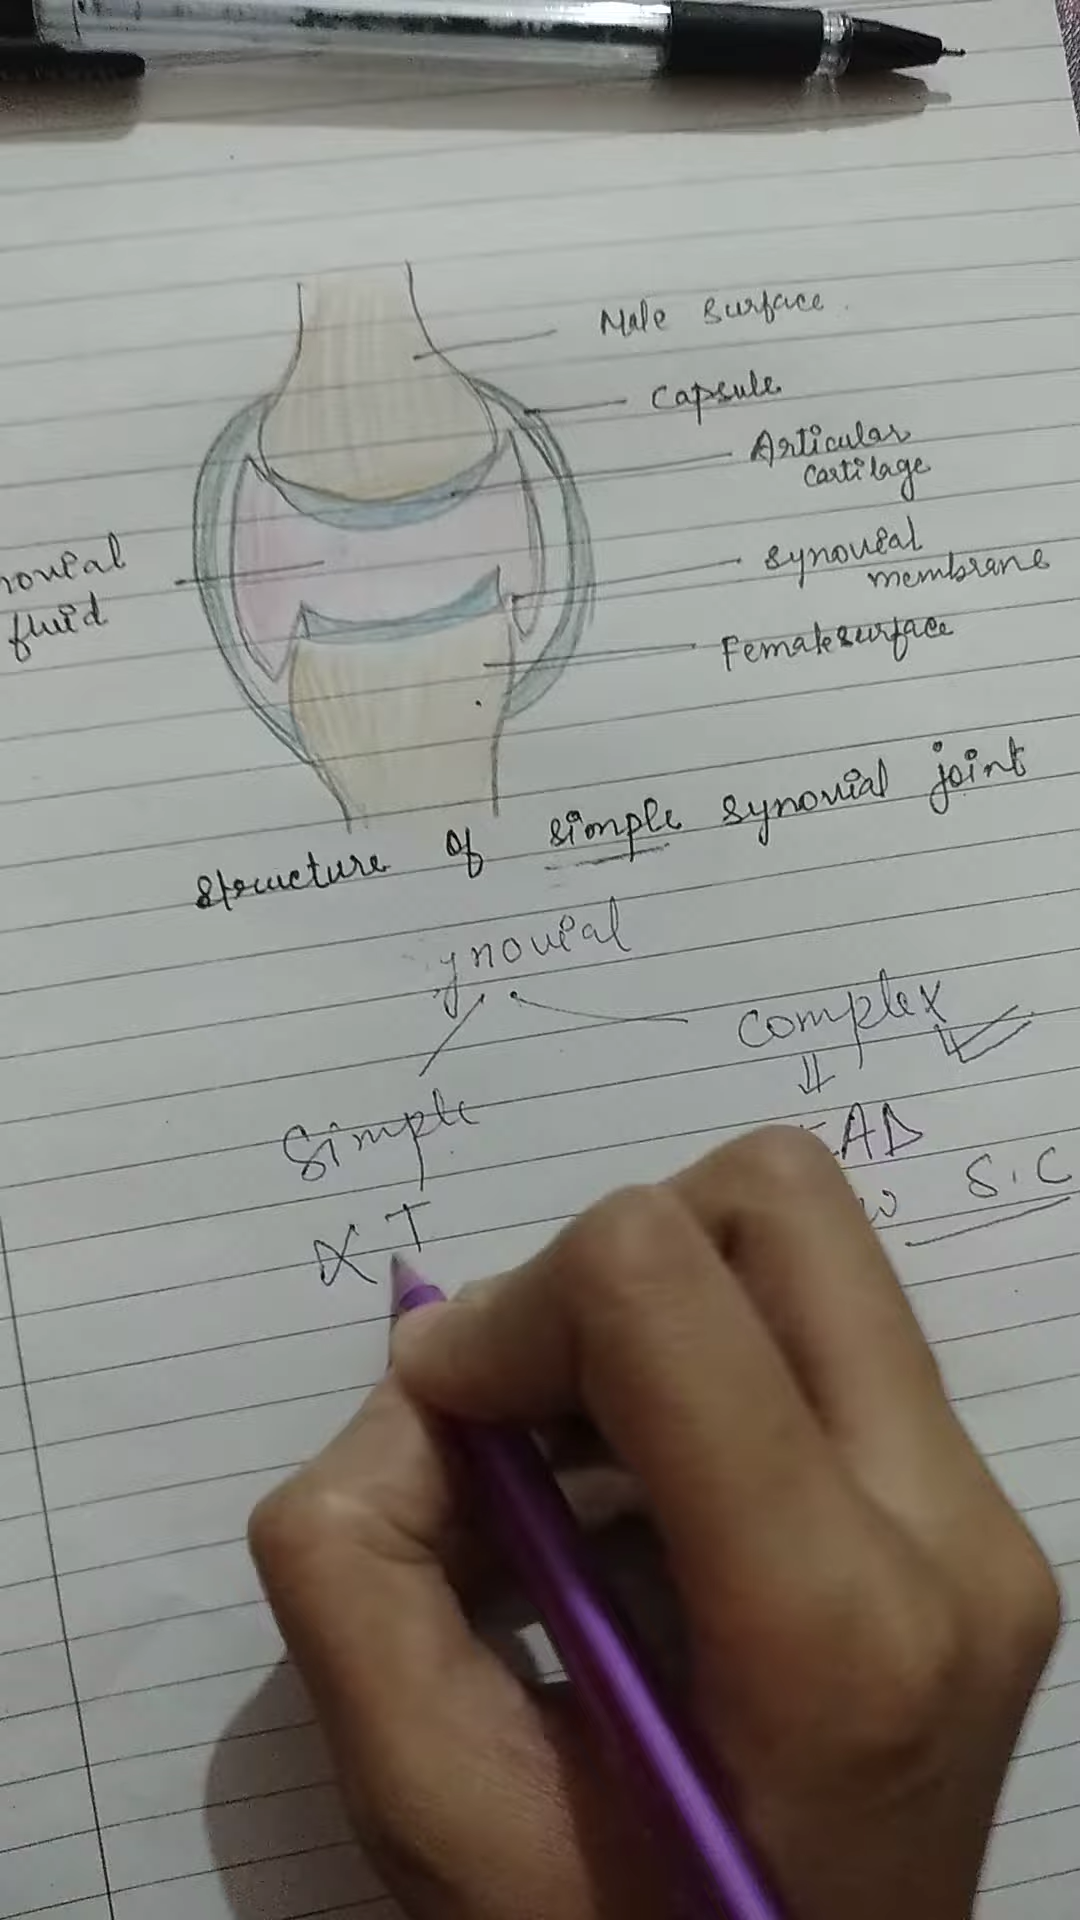 Male surface
Capsule
Articular
cartilage
novial
fluid
synovial
membrane
Female surface
Structure of simple synovial joint
ynovial
Complex
Simple
AD
S.C
T